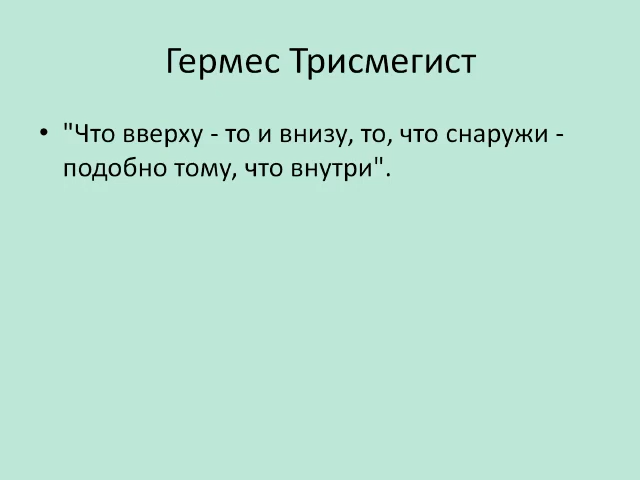 Гермес Трисмегист
• "Что вверху - то и внизу, то, что снаружи -
подобно тому, что внутри".